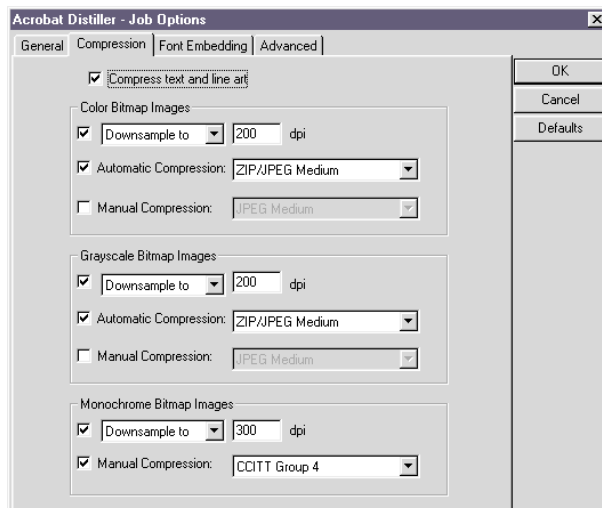 Acrobat Distiller - Job Options
General Compression Font Embedding Advanced
Compress text and line art
OK
Cancel
Defaults
Color Bitmap Images
Downsample to 200 dpi
Automatic Compression: ZIP/JPEG Medium
Manual Compression: JPEG Medium
Grayscale Bitmap Images
Downsample to 200 dpi
Automatic Compression: ZIP/JPEG Medium
Manual Compression: JPEG Medium
Monochrome Bitmap Images
Downsample to 300 dpi
Manual Compression: CCITT Group 4